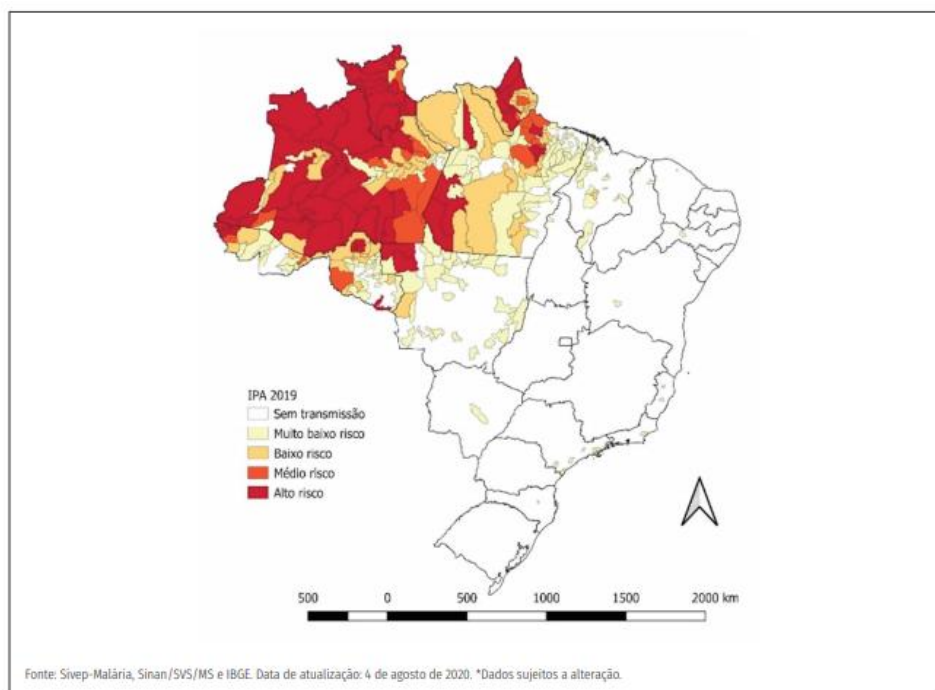 IPA 2019
Sem transmissão
Muito baixo risco
Baixo risco
Médio risco
Alto risco
500 0 500 1000 1500 2000 km
Fonte: Sivep-Malária, Sinan/SVS/MS e IBGE. Data de atualização: 4 de agosto de 2020. *Dados sujeitos a alteração.